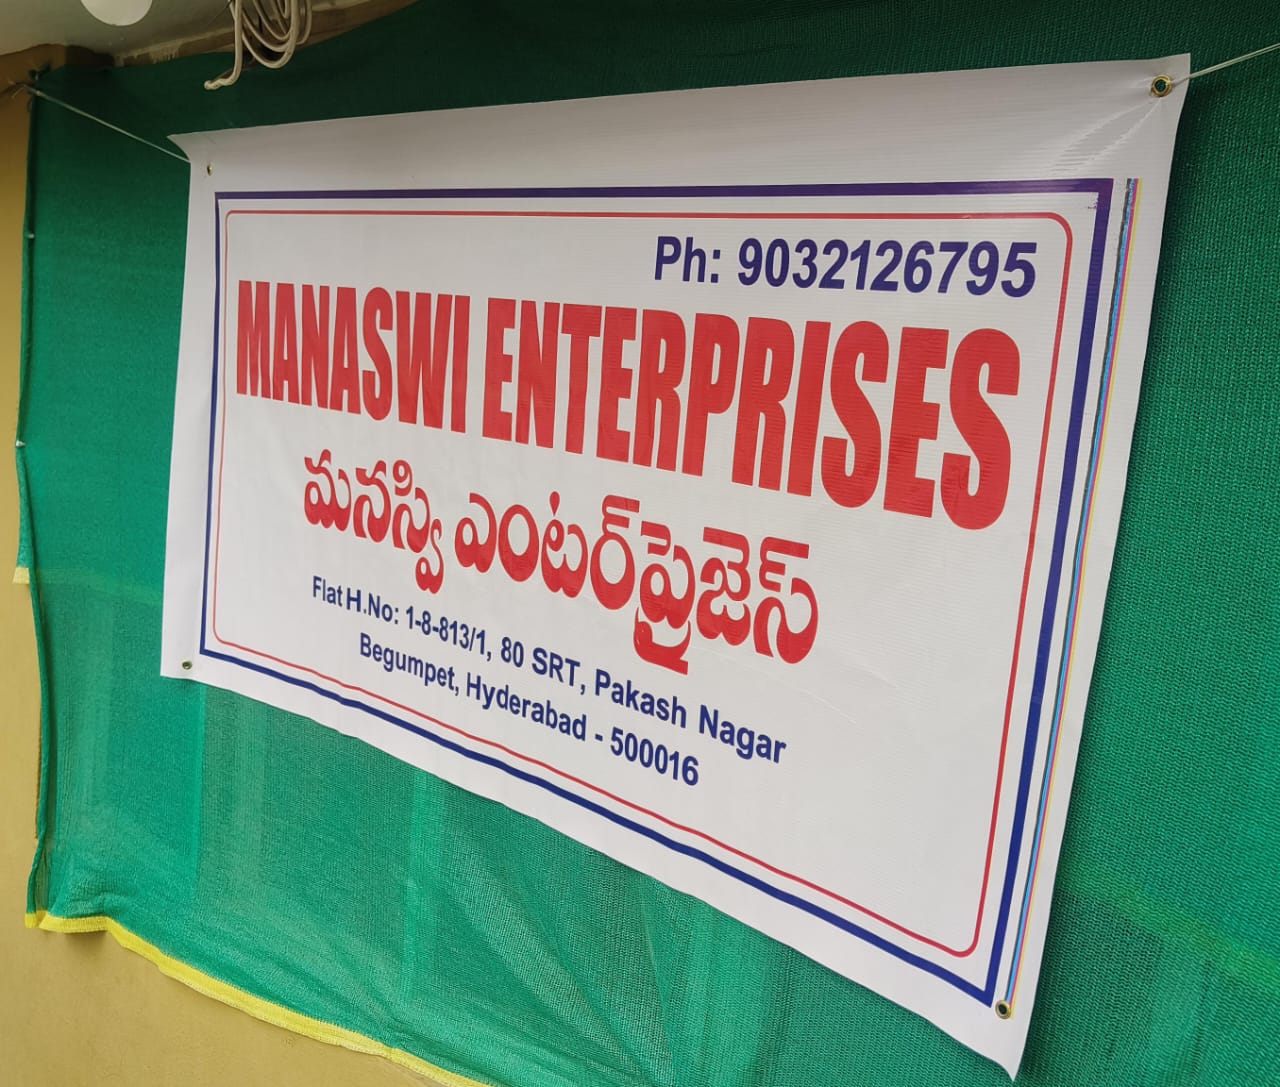 Ph: 9032126795
MANASWI ENTERPRISES
మనస్వి ఎంటర్‌ప్రైజెస్
Flat H.No: 1-8-813/1, 80 SRT, Pakash Nagar
Begumpet, Hyderabad - 500016